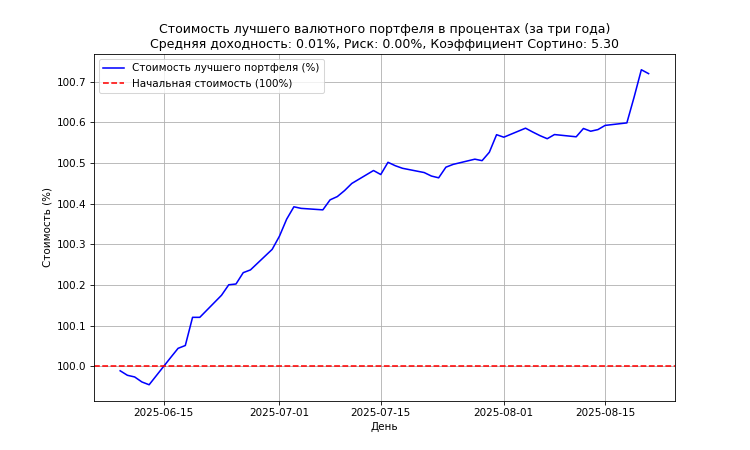 Стоимость лучшего валютного портфеля в процентах (за три года)
Средняя доходность: 0.01%, Риск: 0.00%, Коэффициент Сортино: 5.30
Стоимость лучшего портфеля (%)
Начальная стоимость (100%)
Стоимость (%)
100.7
100.6
100.5
100.4
100.3
100.2
100.1
100.0
2025-06-15 2025-07-01 2025-07-15 2025-08-01 2025-08-15
День